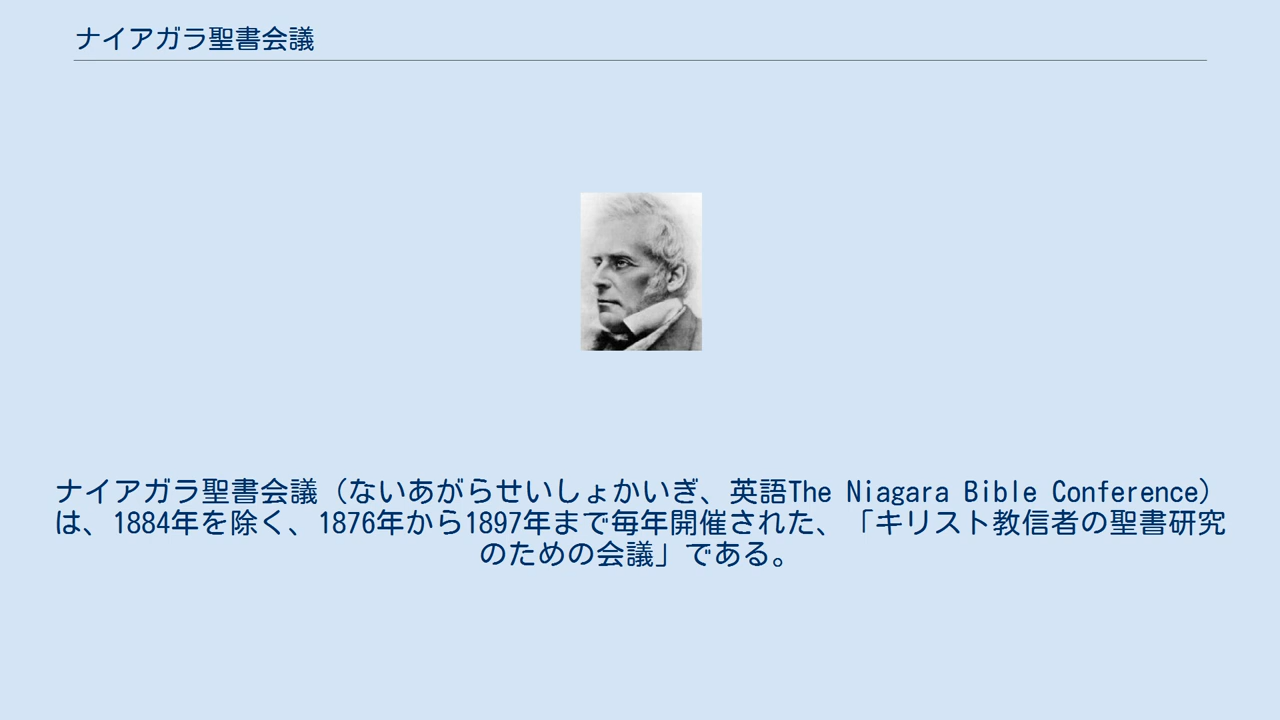 ナイアガラ聖書会議
ナイアガラ聖書会議（ないあがらせいしょかいぎ、英語The Niagara Bible Conference）
は、1884年を除く、1876年から1897年まで毎年開催された、「キリスト教信者の聖書研究
のための会議」である。